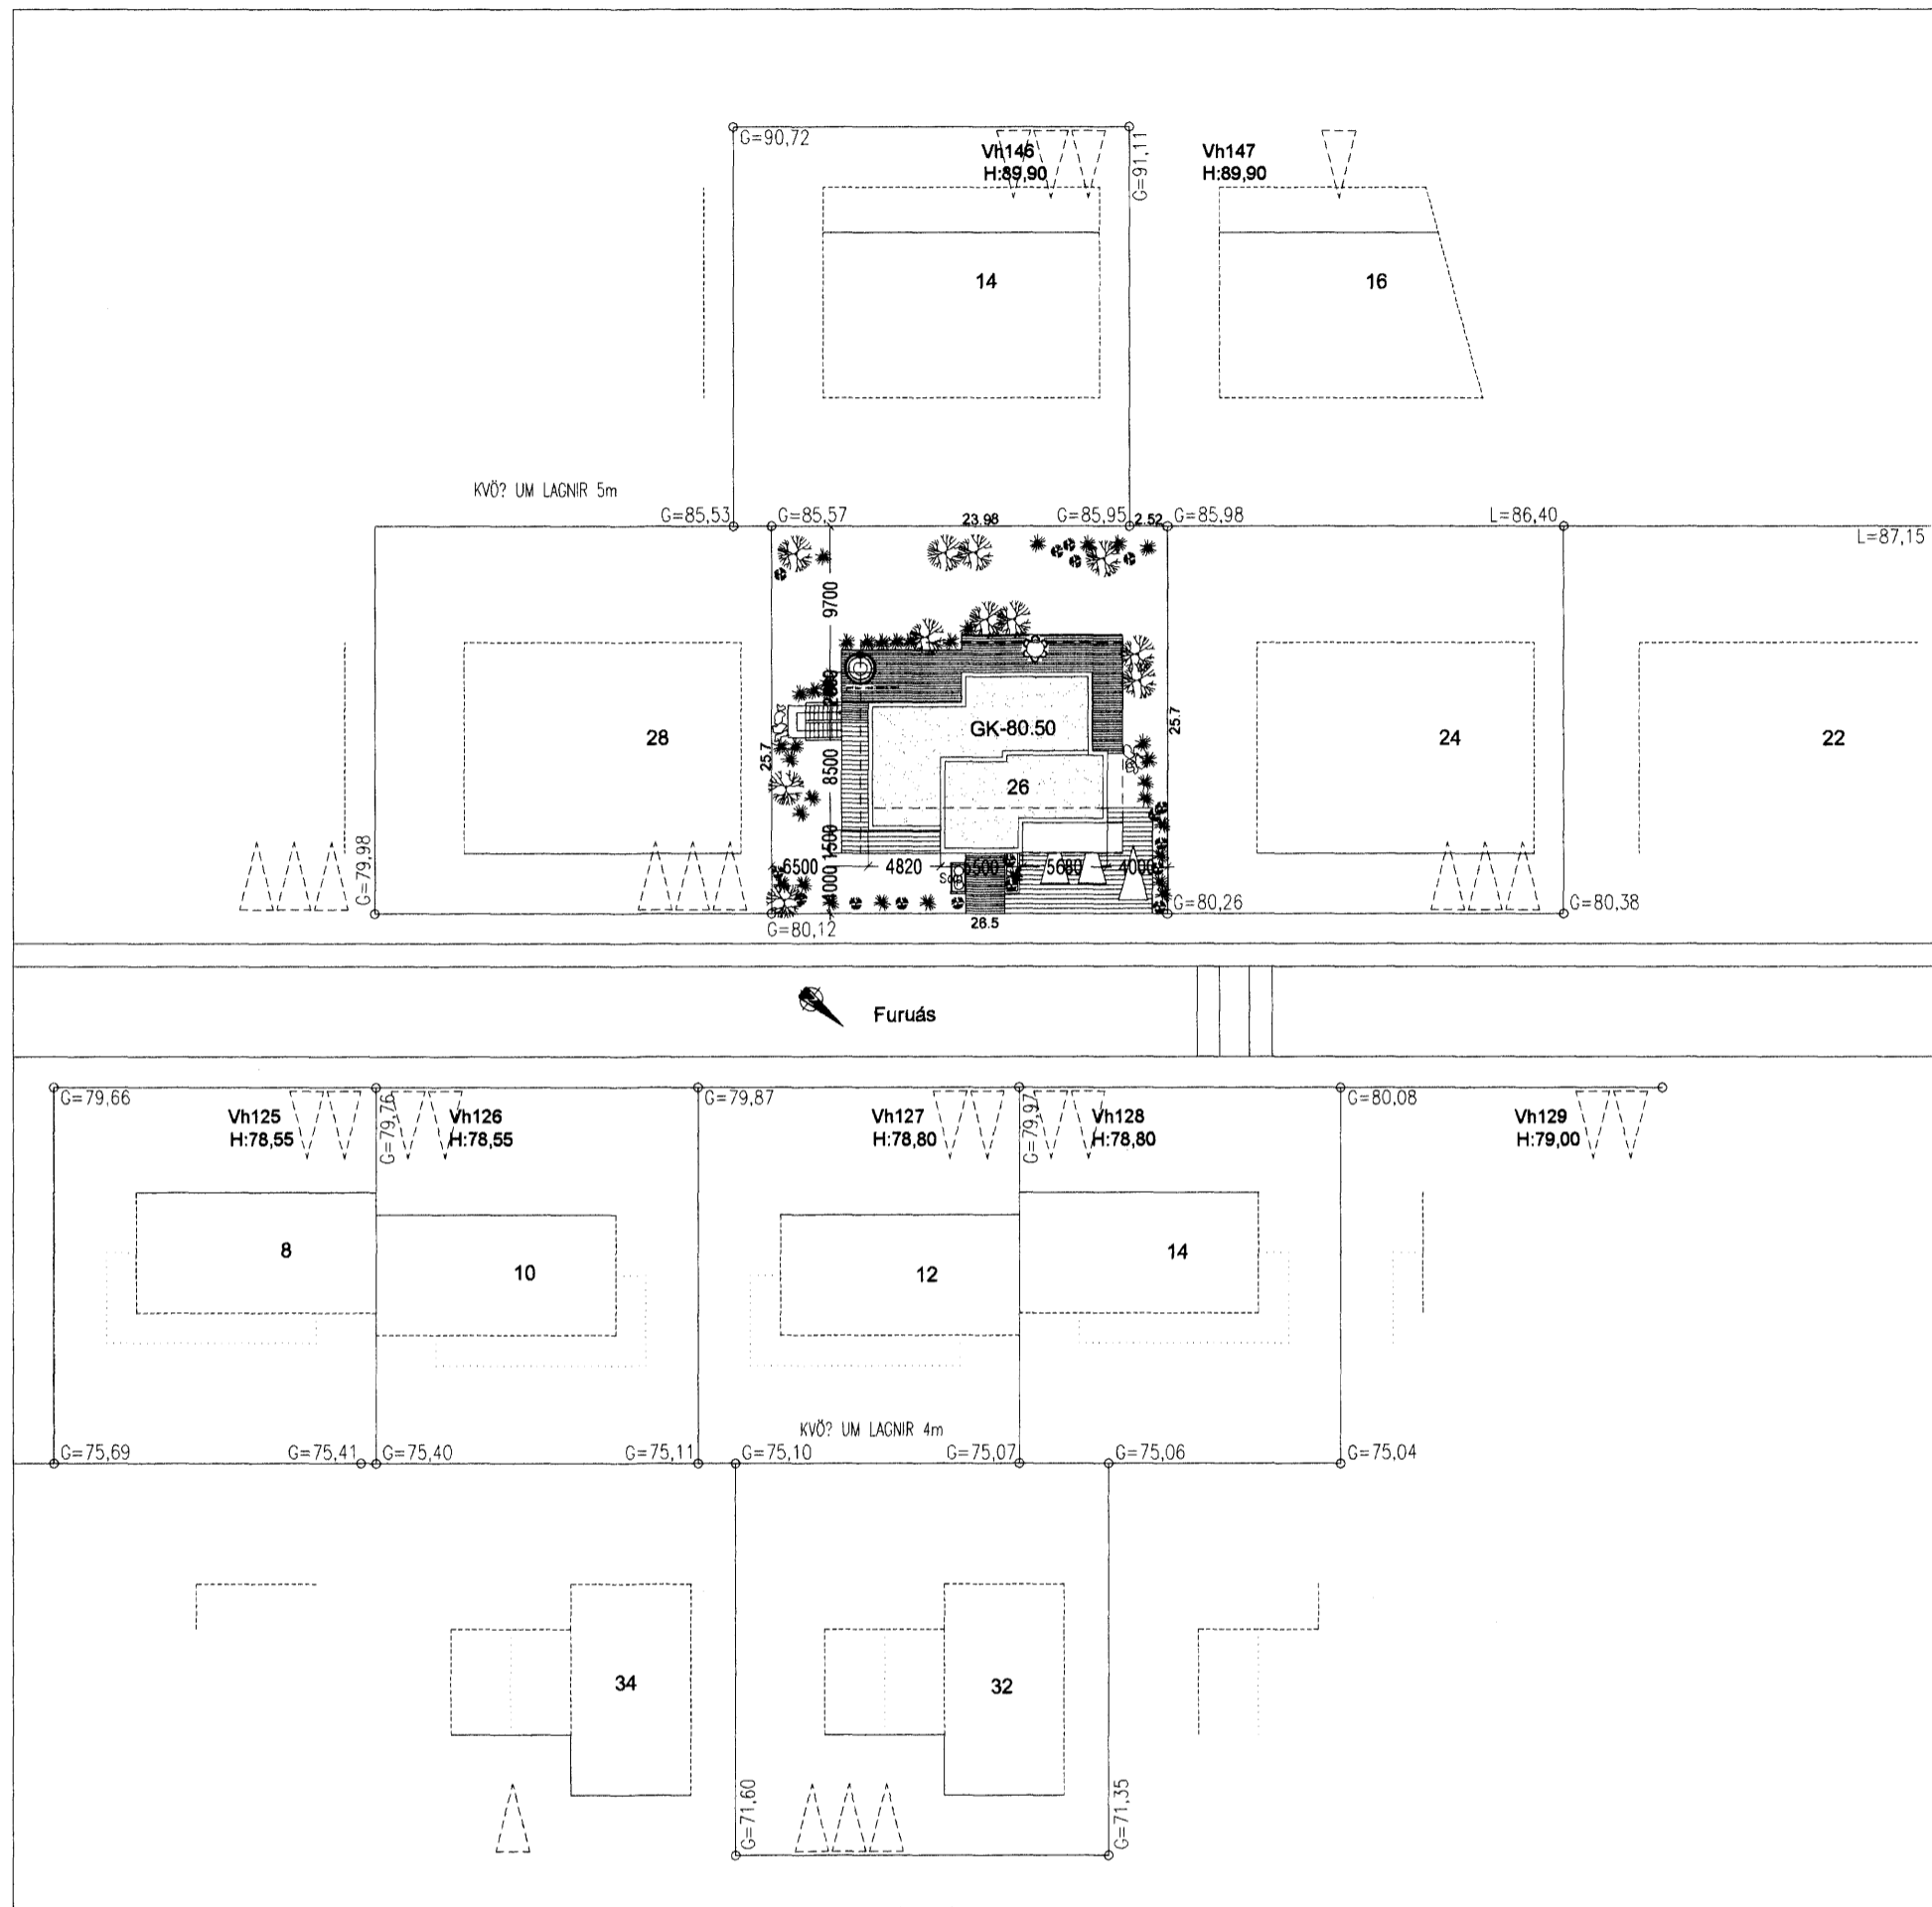 G=90,72
G=91,11
Vh146
H:89,90
Vh147
H:89,90
14
16
KVÖ? UM LAGNIR 5m
G=85,53
G=85,57
23.98
G=85,95
2.52
G=85,98
L=86,40
L=87,15
9700
GK-80.50
28
25.7
8500
26
25.7
24
22
1500
G=79.98
6500
4820
5500
5680
4000
4000
28.5
G=80,12
G=80,26
G=80,38
Furuás
G=79,66
G=79,76
G=79,87
G=79,97
G=80,08
Vh125
H:78,55
Vh126
H:78,55
Vh127
H:78,80
Vh128
H:78,80
Vh129
H:79,00
8
10
12
14
KVÖ? UM LAGNIR 4m
G=75,69
G=75,41
G=75,40
G=75,11
G=75,10
G=75,07
G=75,06
G=75,04
34
32
G=71,60
G=71,35